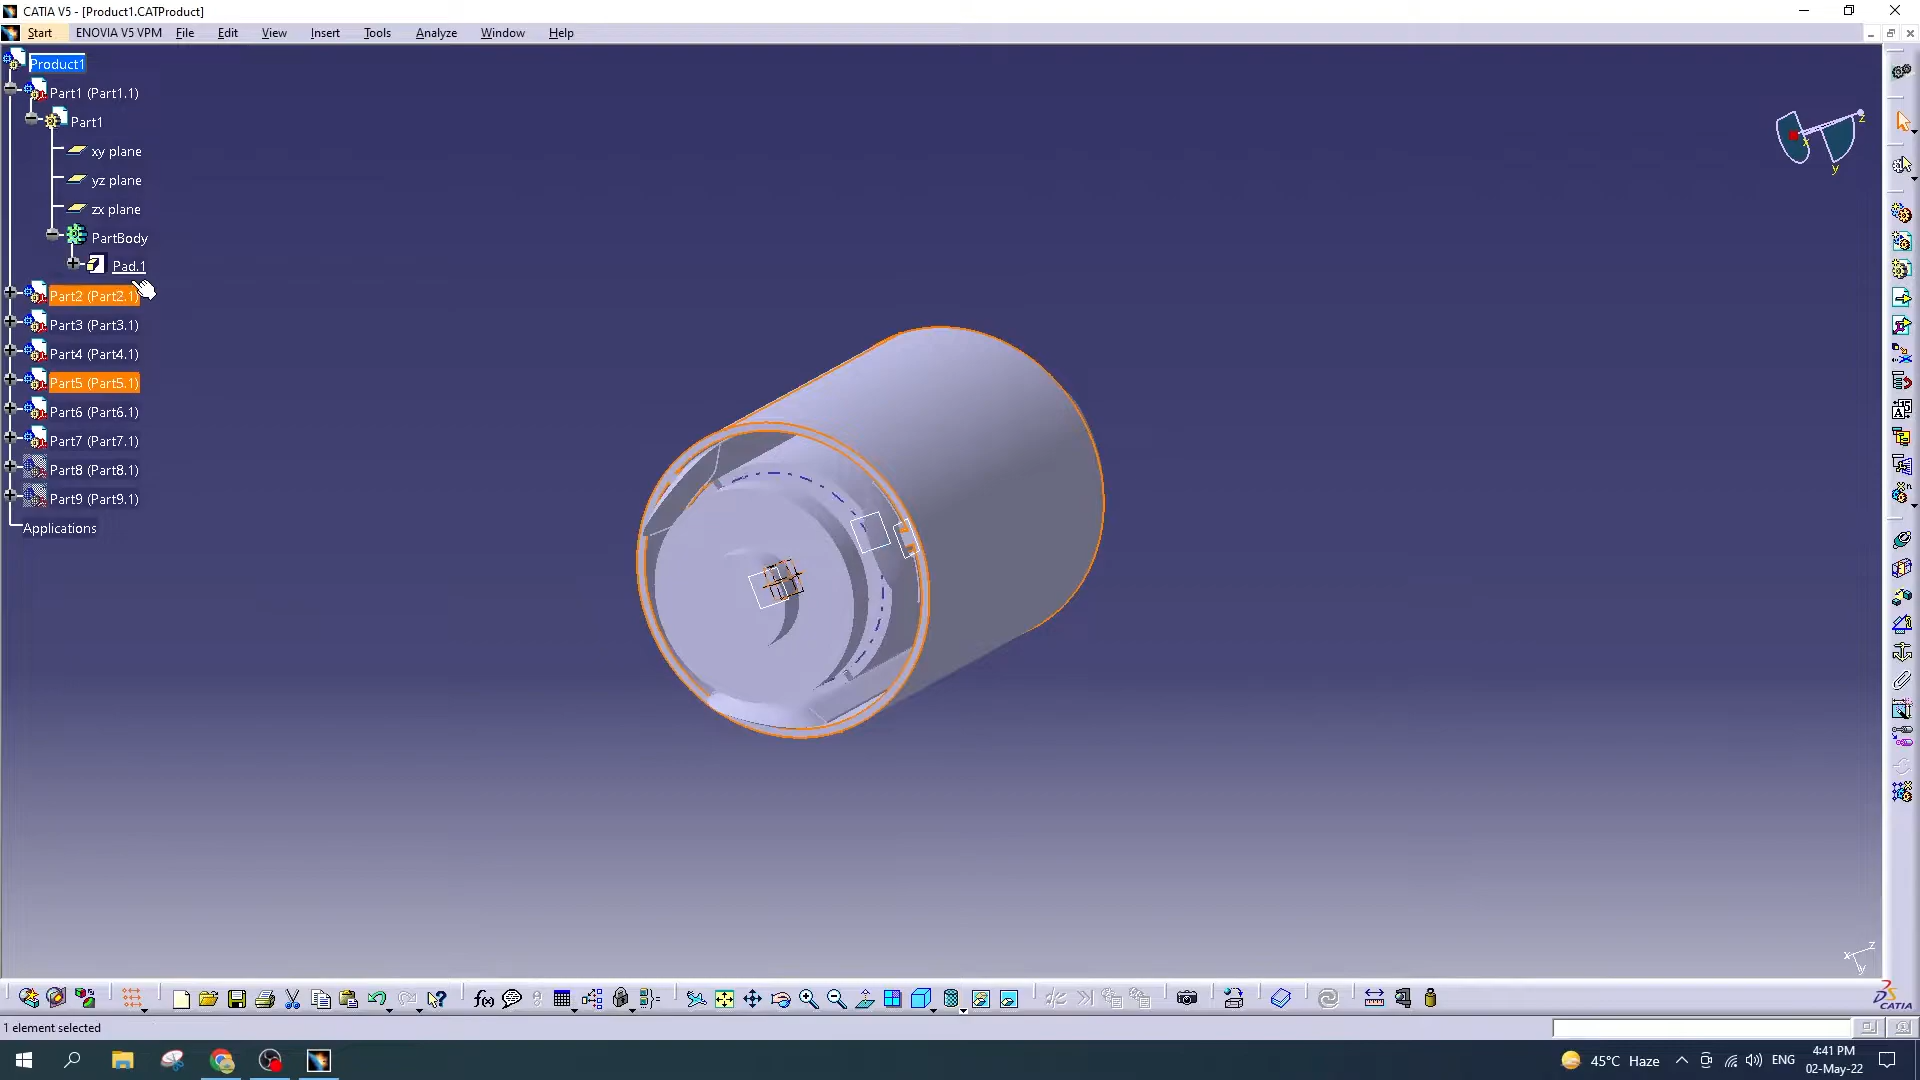 CATIA V5 - [Product1.CATProduct]
Start ENOVIA V5 VPM File Edit View Insert Tools Analyze Window Help
Product1
Part1 (Part1.1)
Part1
xy plane
yz plane
zx plane
PartBody
Pad.1
Part2 (Part2.1)
Part3 (Part3.1)
Part4 (Part4.1)
Part5 (Part5.1)
Part6 (Part6.1)
Part7 (Part7.1)
Part8 (Part8.1)
Part9 (Part9.1)
Applications
z
x
y
z
x
y
CATIA
1 element selected
45°C Haze
ENG
4:41 PM
02-May-22